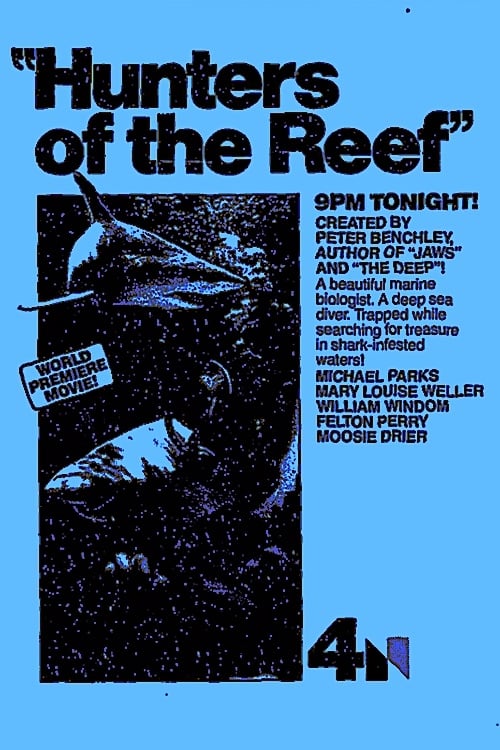 "Hunters
of the Reef"
9PM TONIGHT!
CREATED BY
PETER BENCHLEY,
AUTHOR OF "JAWS"
AND "THE DEEP"!
A beautiful marine
biologist. A deep sea
diver. Trapped while
searching for treasure
in shark-infested
waters!
MICHAEL PARKS
MARY LOUISE WELLER
WILLIAM WINDOM
FELTON PERRY
MOOSIE DRIER
WORLD
PREMIERE
MOVIE!
4N